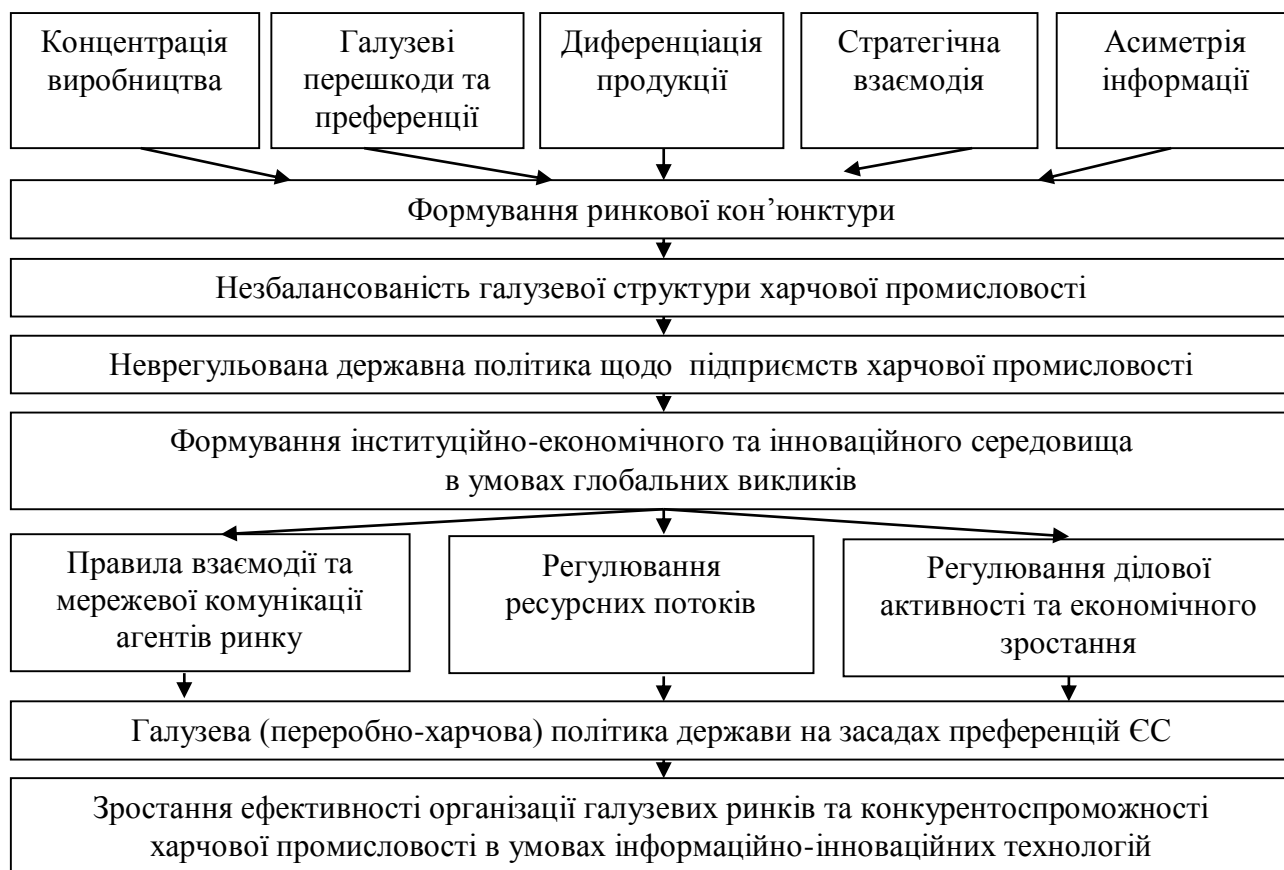 Концентрація
виробництва
Галузеві
перешкоди та
преференції
Диференціація
продукції
Стратегічна
взаємодія
Асиметрія
інформації
Формування ринкової кон’юнктури
Незбалансованість галузевої структури харчової промисловості
Неврегульована державна політика щодо  підприємств харчової промисловості
Формування інституційно-економічного та інноваційного середовища
в умовах глобальних викликів
Правила взаємодії та
мережевої комунікації
агентів ринку
Регулювання
ресурсних потоків
Регулювання ділової
активності та економічного
зростання
Галузева (переробно-харчова) політика держави на засадах преференцій ЄС
Зростання ефективності організації галузевих ринків та конкурентоспроможності
харчової промисловості в умовах інформаційно-інноваційних технологій